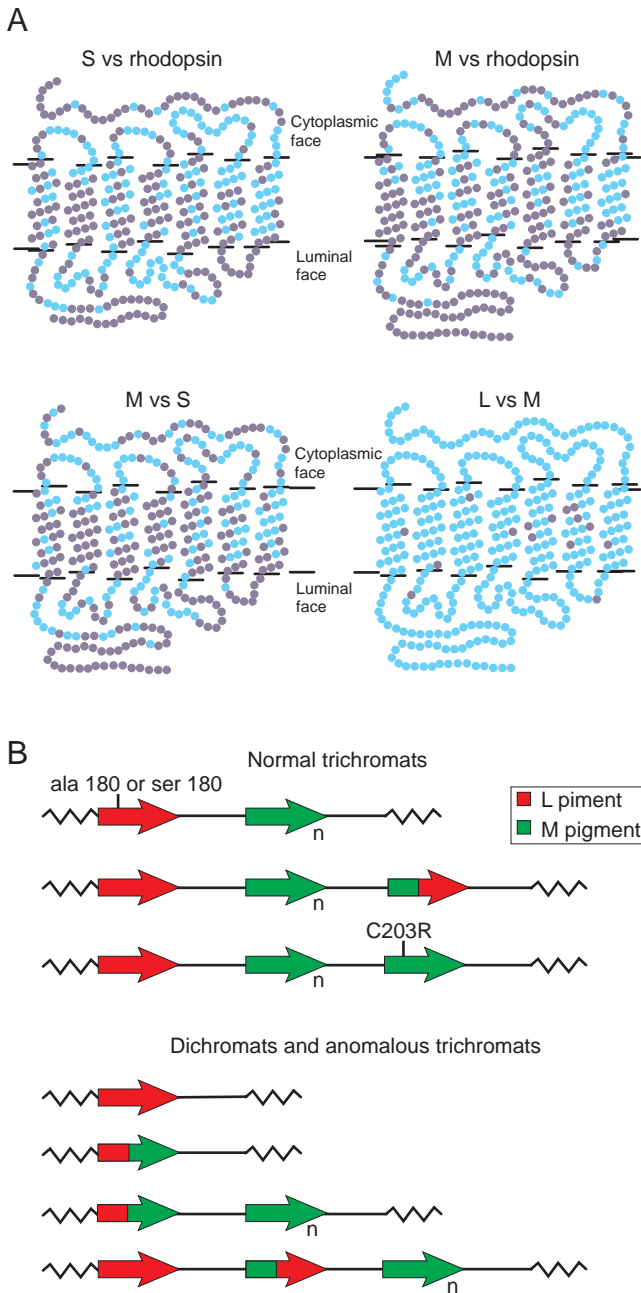 A
S vs rhodopsin
M vs rhodopsin
Cytoplasmic
face
Luminal
face
M vs S
L vs M
Cytoplasmic
face
Luminal
face
B
Normal trichromats
ala 180 or ser 180
n
L piment
M pigment
n
C203R
n
Dichromats and anomalous trichromats
n
n